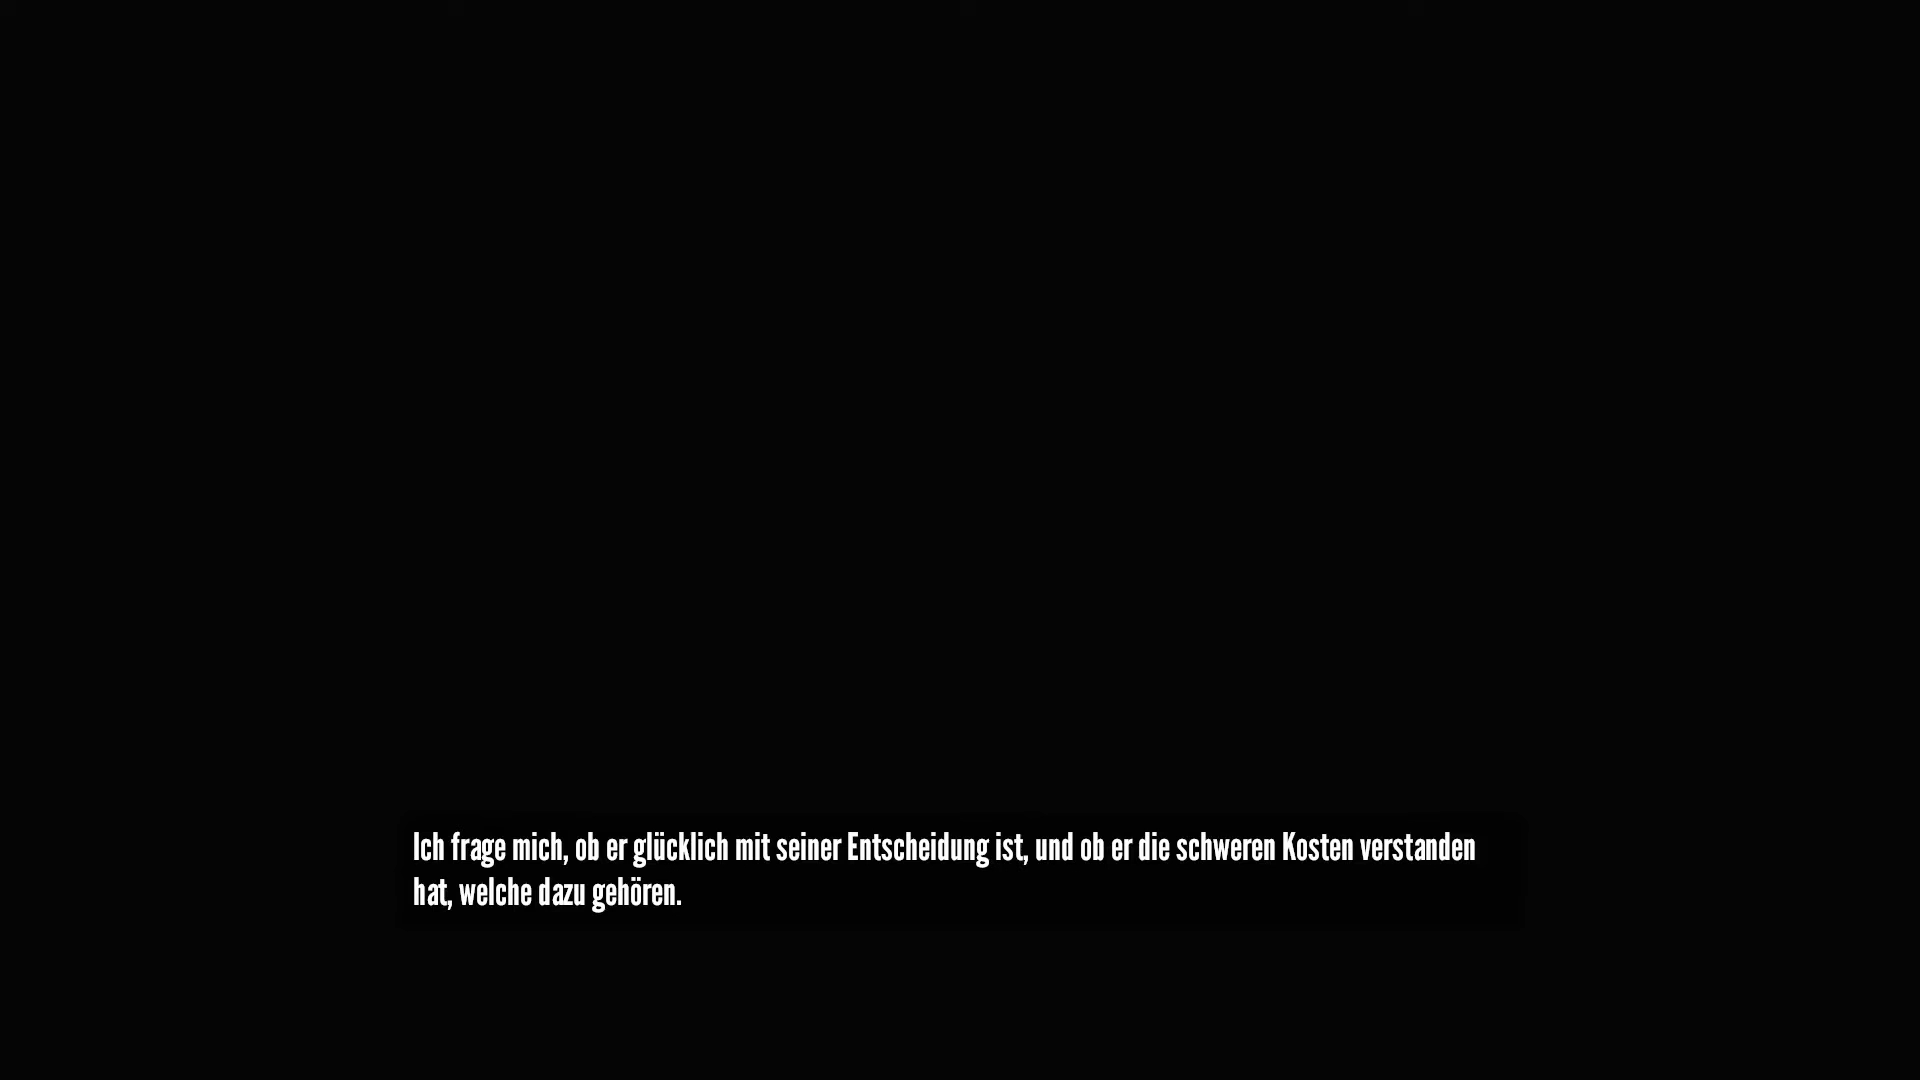 Ich frage mich, ob er glücklich mit seiner Entscheidung ist, und ob er die schweren Kosten verstanden
hat, welche dazu gehören.